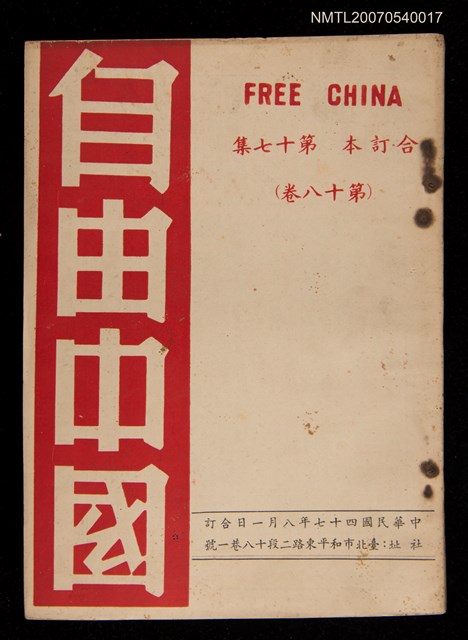 NMTL20070540017
自由中國
FREE CHINA
合訂本 第十七集
(第十八卷)
中華民國四十七年八月一日合訂
社址：臺北市和平東路二段十八巷一號